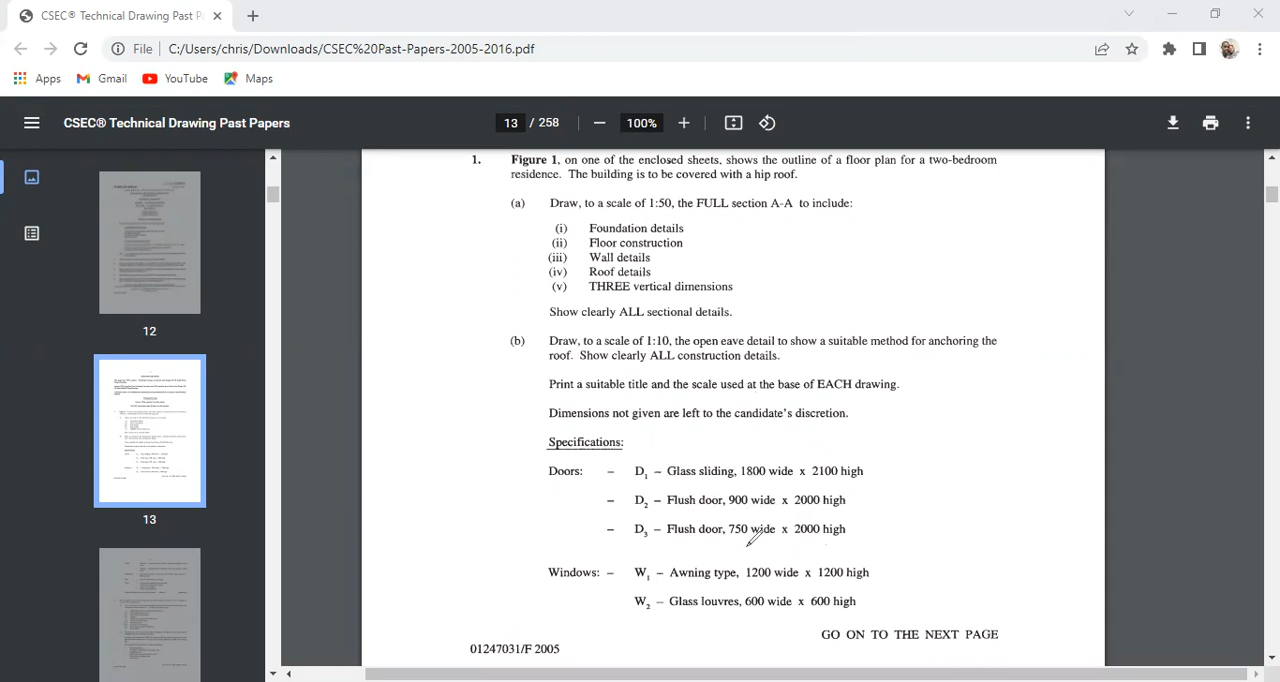 CSEC® Technical Drawing Past P
File C:/Users/chris/Downloads/CSEC%20Past-Papers-2005-2016.pdf
Apps Gmail YouTube Maps
CSEC® Technical Drawing Past Papers 13 / 258 100%
1. Figure 1, on one of the enclosed sheets, shows the outline of a floor plan for a two-bedroom
residence. The building is to be covered with a hip roof.
a) Draw, to a scale of 1:50, the FULL section A-A to include:
(i) Foundation details
(ii) Floor construction
(iii) Wall details
(iv) Roof details
(v) THREE vertical dimensions
Show clearly ALL sectional details.
(b) Draw, to a scale of 1:10, the open eave detail to show a suitable method for anchoring the
roof. Show clearly ALL construction details.
Print a suitable title and the scale used at the base of EACH drawing.
Dimensions not given are left to the candidate's discretion.
Specifications:
Doors: – D1 – Glass sliding, 1800 wide x 2100 high
– D2 – Flush door, 900 wide x 2000 high
– D3 – Flush door, 750 wide x 2000 high
Windows: – W1 – Awning type, 1200 wide x 1200 high
W2 – Glass louvres, 600 wide x 600 high
GO ON TO THE NEXT PAGE
01247031/F 2005
12
13